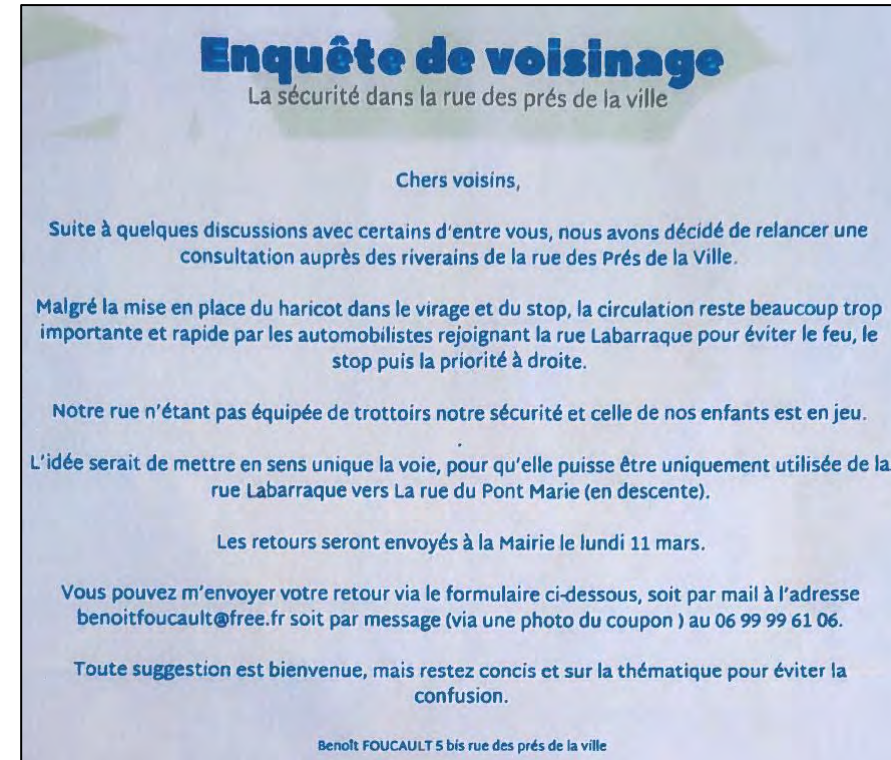 Enquête de voisinage
La sécurité dans la rue des prés de la ville
Chers voisins,
Suite à quelques discussions avec certains d'entre vous, nous avons décidé de relancer une
consultation auprès des riverains de la rue des Prés de la Ville.
Malgré la mise en place du haricot dans le virage et du stop, la circulation reste beaucoup trop
importante et rapide par les automobilistes rejoignant la rue Labarraque pour éviter le feu, le
stop puis la priorité à droite.
Notre rue n'étant pas équipée de trottoirs notre sécurité et celle de nos enfants est en jeu.
L'idée serait de mettre en sens unique la voie, pour qu'elle puisse être uniquement utilisée de la
rue Labarraque vers La rue du Pont Marie (en descente).
Les retours seront envoyés à la Mairie le lundi 11 mars.
Vous pouvez m'envoyer votre retour via le formulaire ci-dessous, soit par mail à l'adresse
benoitfoucault@free.fr soit par message (via une photo du coupon ) au 06 99 99 61 06.
Toute suggestion est bienvenue, mais restez concis et sur la thématique pour éviter la
confusion.
Benoît FOUCAULT 5 bis rue des prés de la ville